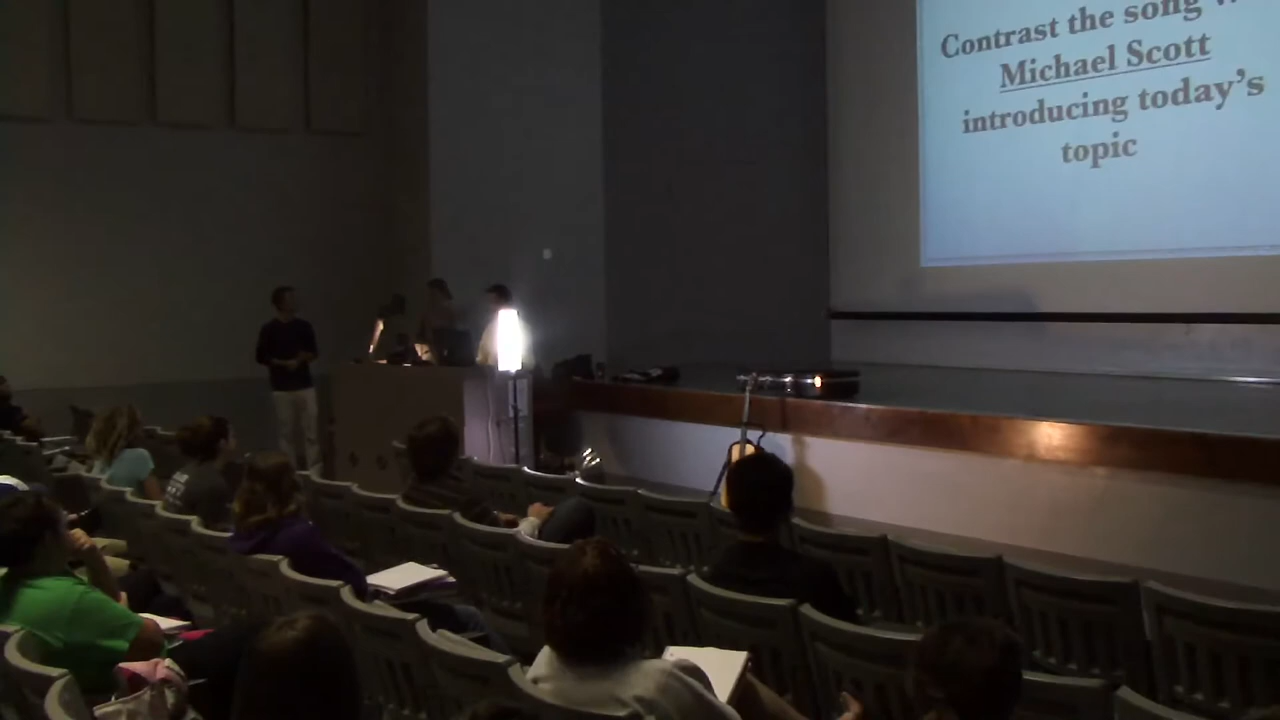 Contrast the song
Michael Scott
introducing today's
topic